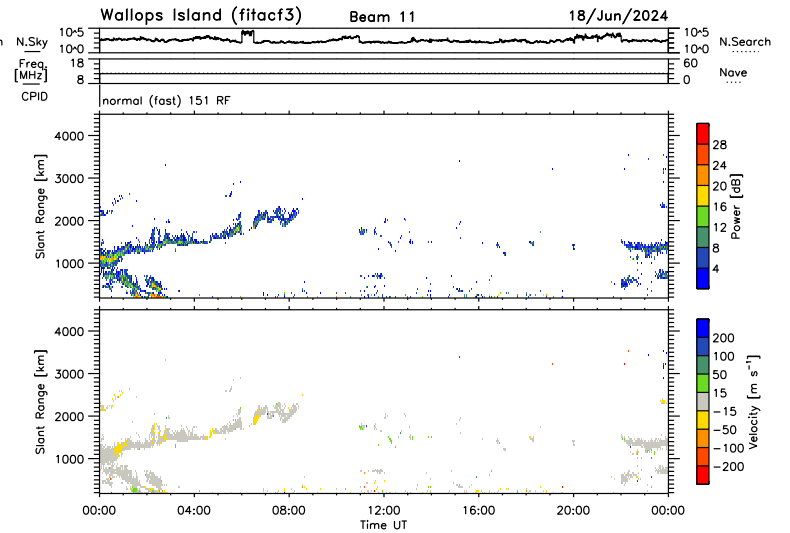 Wallops Island (fitacf3) Beam 11 18/Jun/2024
n N.Sky 10^5 10^0 10^5 10^0 N.Search
Freq. [MHz] 18 8 60 0 Nave
CPID normal (fast) 151 RF
Slant Range [km]
4000
3000
2000
1000
28
24
20
16
12
8
4
Power [dB]
Slant Range [km]
4000
3000
2000
1000
200
100
50
15
-15
-50
-100
-200
Velocity [m s^-1]
00:00 04:00 08:00 12:00 16:00 20:00 00:00
Time UT